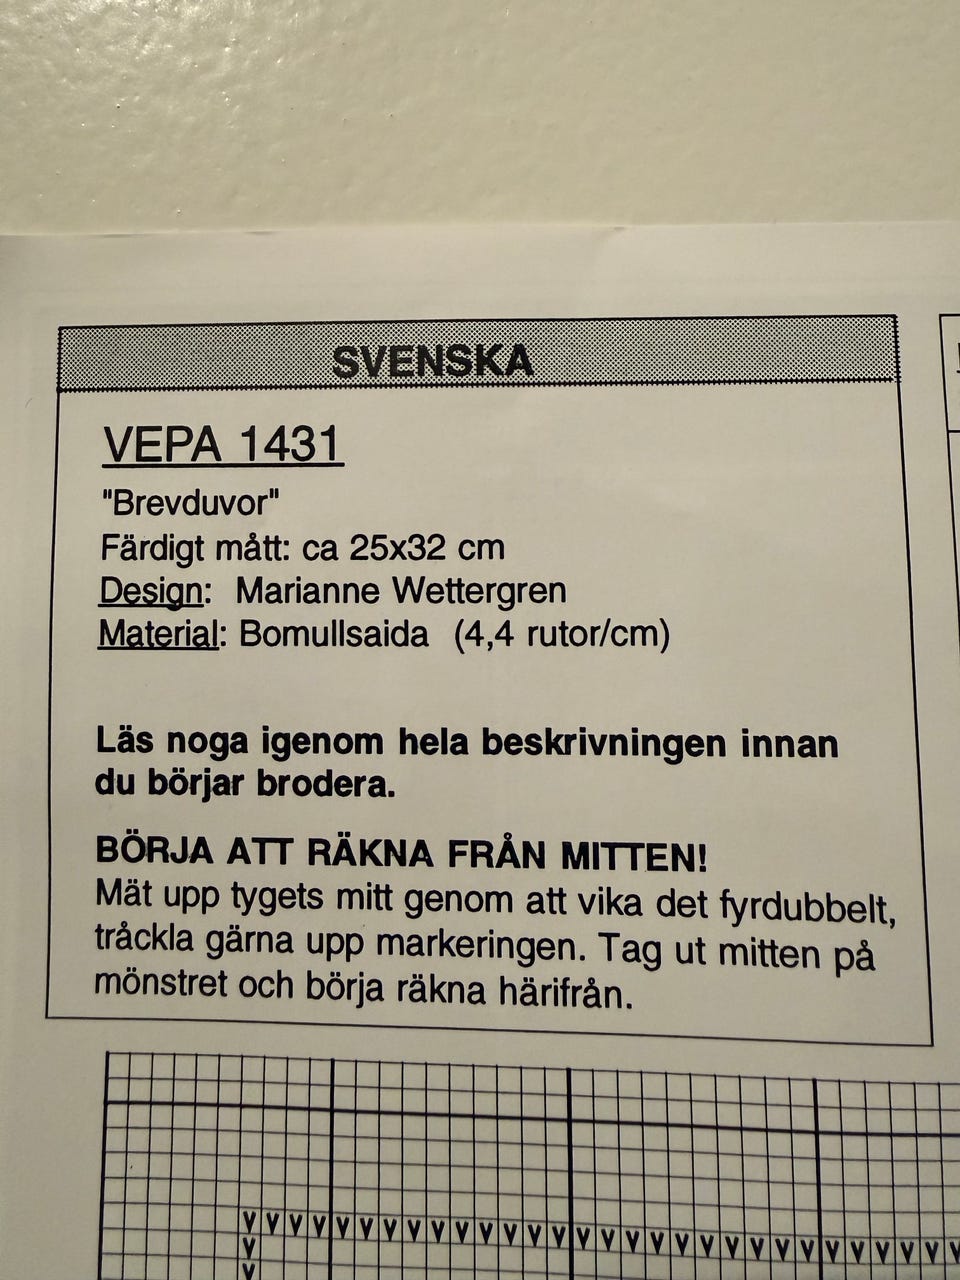 SVENSKA
VEPA 1431
"Brevduvor"
Färdigt mått: ca 25x32 cm
Design: Marianne Wettergren
Material: Bomullsaida (4,4 rutor/cm)
Läs noga igenom hela beskrivningen innan
du börjar brodera.
BÖRJA ATT RÄKNA FRÅN MITTEN!
Mät upp tygets mitt genom att vika det fyrdubbelt,
tråckla gärna upp markeringen. Tag ut mitten på
mönstret och börja räkna härifrån.